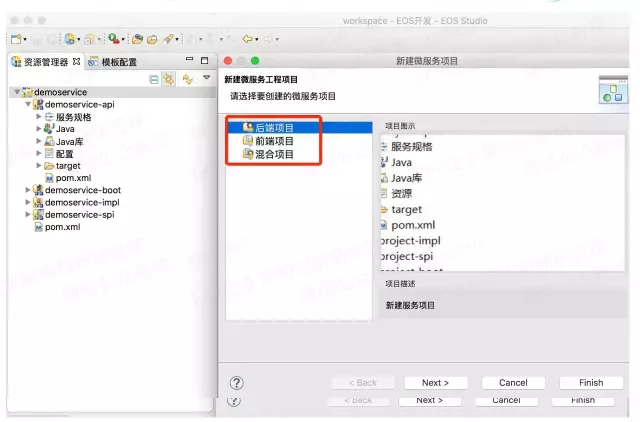 workspace - EOS开发 - EOS Studio
资源管理器
模板配置
demoservice
demoservice-api
服务规格
Java
Java库
配置
target
pom.xml
demoservice-boot
demoservice-impl
demoservice-spi
pom.xml
新建微服务项目
新建微服务工程项目
请选择要创建的微服务项目
后端项目
前端项目
混合项目
项目图示
服务规格
Java
Java库
资源
target
pom.xml
project-impl
project-spi
project-boot
项目描述
新建服务项目
< Back
Next >
Cancel
Finish
< Back
Next >
Cancel
Finish